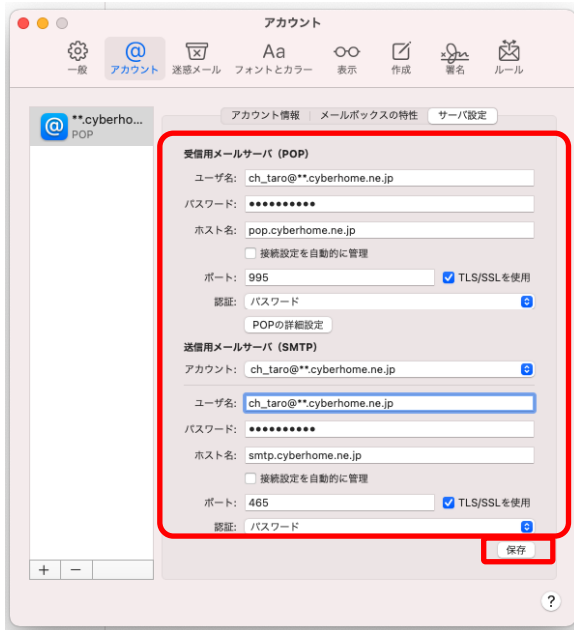 アカウント
一般 アカウント 迷惑メール フォントとカラー 表示 作成 署名 ルール
**.cyberho...
POP
アカウント情報 メールボックスの特性 サーバ設定
受信用メールサーバ（POP）
ユーザ名: ch_taro@**.cyberhome.ne.jp
パスワード: ●●●●●●●●●●
ホスト名: pop.cyberhome.ne.jp
接続設定を自動的に管理
ポート: 995 TLS/SSLを使用
認証: パスワード
POPの詳細設定
送信用メールサーバ（SMTP）
アカウント: ch_taro@**.cyberhome.ne.jp
ユーザ名: ch_taro@**.cyberhome.ne.jp
パスワード: ●●●●●●●●●●
ホスト名: smtp.cyberhome.ne.jp
接続設定を自動的に管理
ポート: 465 TLS/SSLを使用
認証: パスワード
保存
+ − ?